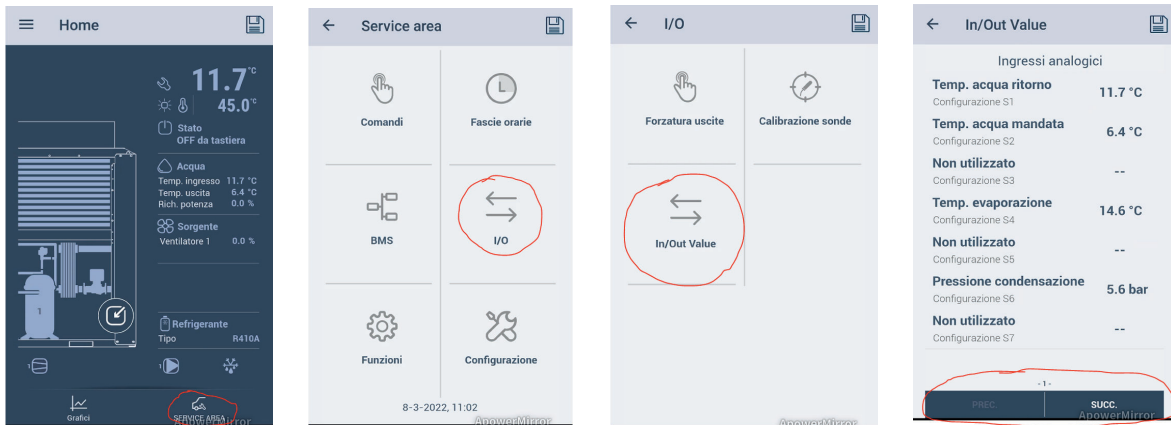 Home
11.7°C
45.0°C
Stato
OFF da tastiera
Acqua
Temp. ingresso 11.7 °C
Temp. uscita 6.4 °C
Rich. potenza 0.0 %
Sorgente
Ventilatore 1 0.0 %
1
Refrigerante
Tipo R410A
1
1
Grafici
SERVICE AREA
ApowerMirror
Service area
Comandi
Fascie orarie
BMS
I/O
Funzioni
Configurazione
8-3-2022, 11:02
ApowerMirror
I/O
Forzatura uscite
Calibrazione sonde
In/Out Value
ApowerMirror
In/Out Value
Ingressi analogici
Temp. acqua ritorno 11.7 °C
Configurazione S1
Temp. acqua mandata 6.4 °C
Configurazione S2
Non utilizzato --
Configurazione S3
Temp. evaporazione 14.6 °C
Configurazione S4
Non utilizzato --
Configurazione S5
Pressione condensazione 5.6 bar
Configurazione S6
Non utilizzato --
Configurazione S7
-1-
PREC. SUCC.
ApowerMirror